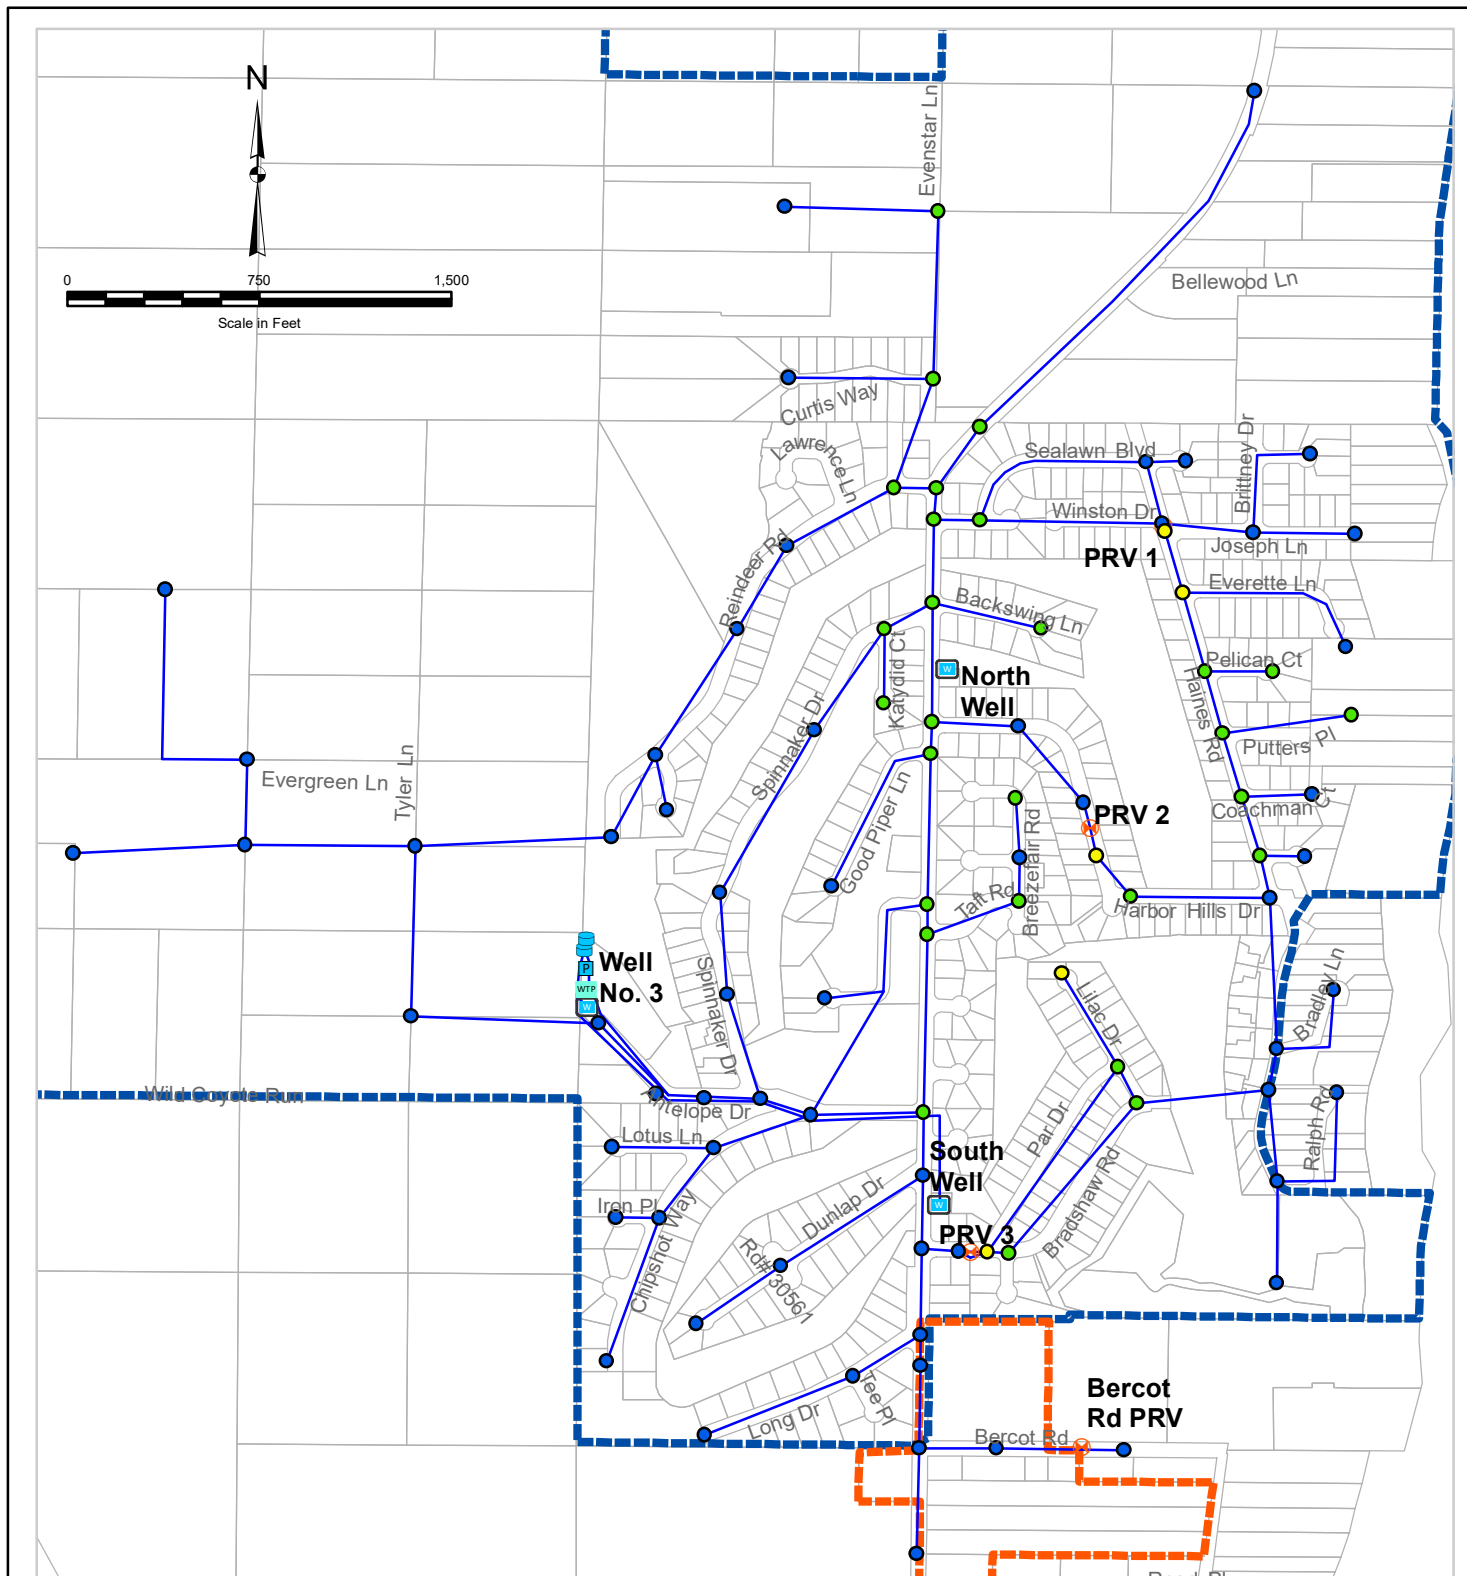 N
0 750 1,500
Scale in Feet
Evenstar Ln
Bellewood Ln
Curtis Way
Lawrence Ln
Sealawn Blvd
Brittney Dr
Winston Dr
Joseph Ln
PRV 1
Reindeer Rd
Everette Ln
Backswing Ln
Katydid Ct
Pelican Ct
W
North
Well
Haines Rd
Spinnaker Dr
Putters Pl
Tyler Ln
Evergreen Ln
Good Piper Ln
Coachman Ct
PRV 2
Breezefair Rd
Taft Rd
Harbor Hills Dr
P
WTP
W
Well
No. 3
Spinnaker Dr
Lilac Dr
Bradley Ln
Wild Coyote Run
Antelope Dr
Lotus Ln
Par Dr
Ralph Rd
South
Well
W
Iron Pl
Chipshot Way
Dunlap Dr
Rd# 30561
PRV 3
Bradshaw Rd
Bercot
Rd PRV
Tee Pl
Long Dr
Bercot Rd